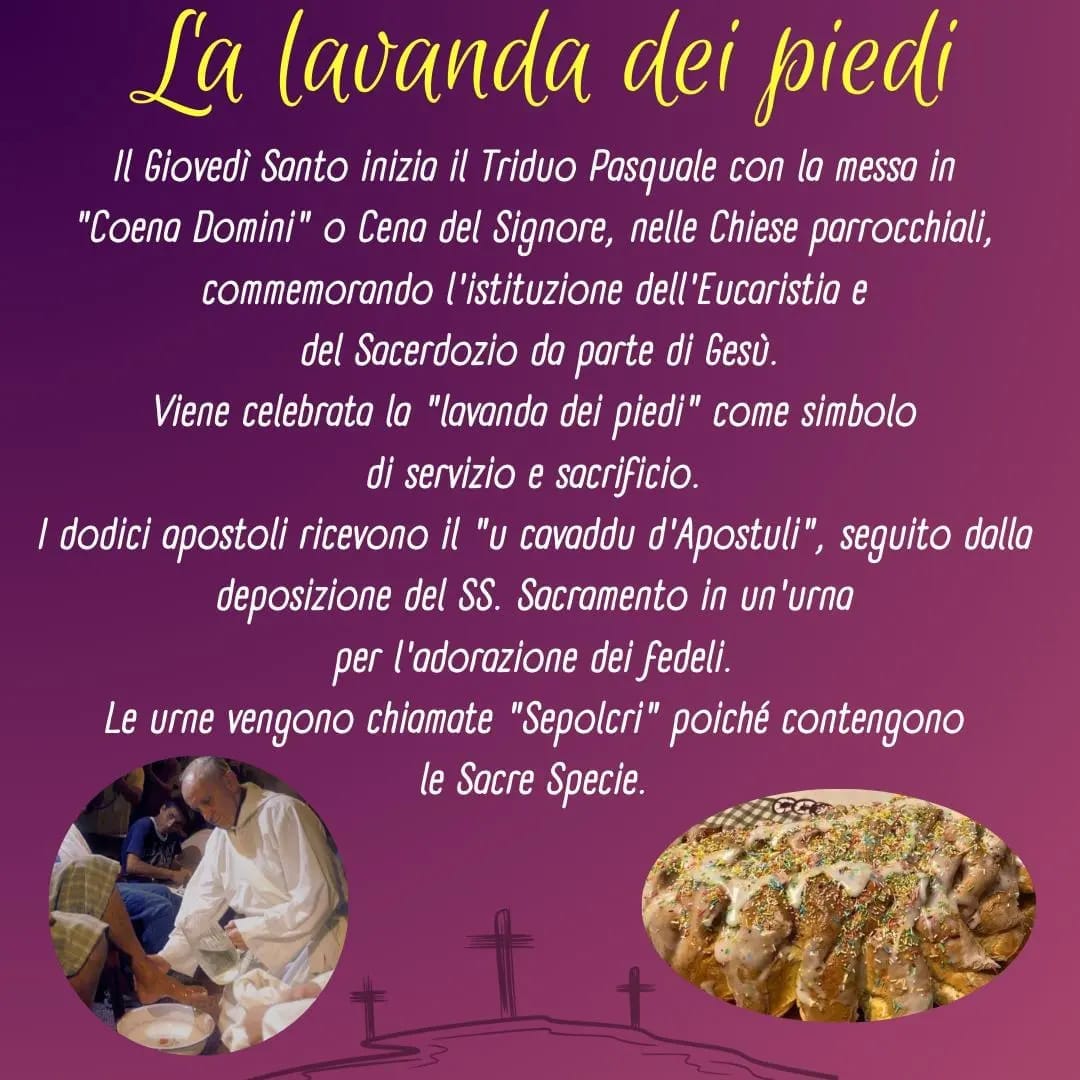 La lavanda dei piedi
Il Giovedì Santo inizia il Triduo Pasquale con la messa in
"Coena Domini" o Cena del Signore, nelle Chiese parrocchiali,
commemorando l'istituzione dell'Eucaristia e
del Sacerdozio da parte di Gesù.
Viene celebrata la "lavanda dei piedi" come simbolo
di servizio e sacrificio.
I dodici apostoli ricevono il "u cavaddu d'Apostuli", seguito dalla
deposizione del SS. Sacramento in un'urna
per l'adorazione dei fedeli.
Le urne vengono chiamate "Sepolcri" poiché contengono
le Sacre Specie.